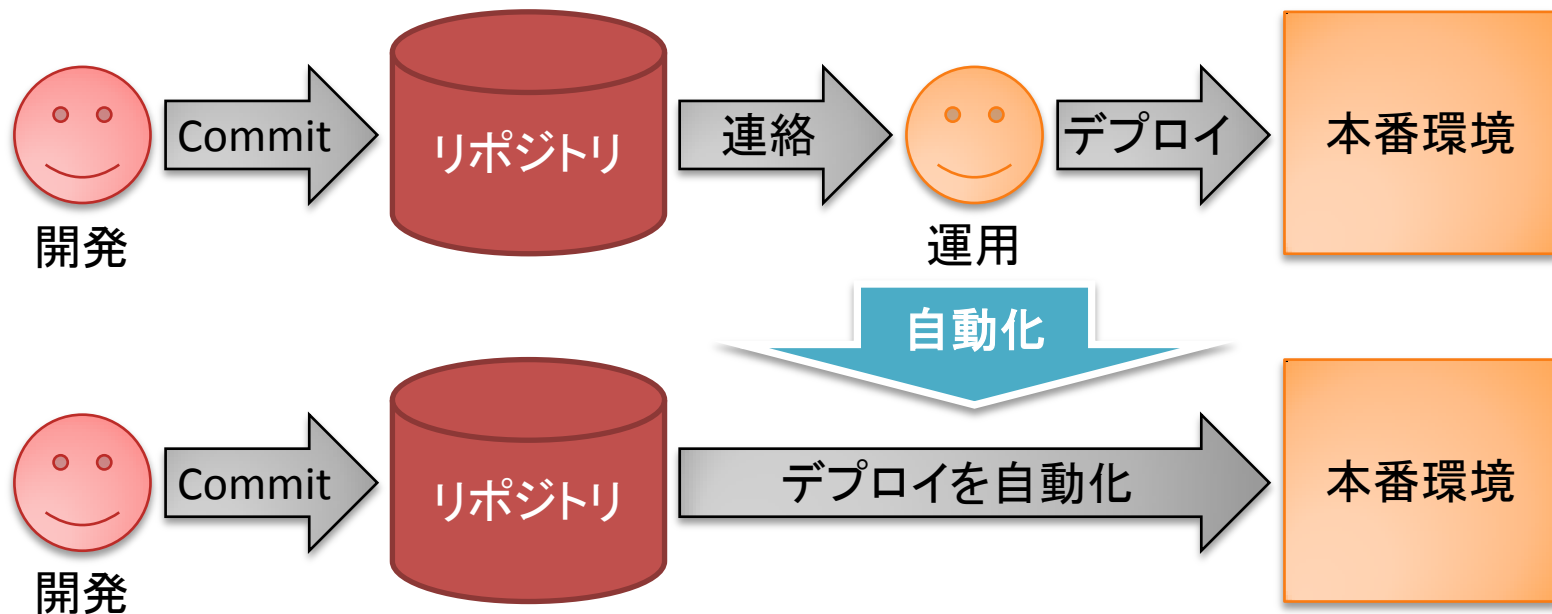 Commit
リポジトリ
連絡
デプロイ
本番環境
開発
運用
自動化
Commit
リポジトリ
デプロイを自動化
本番環境
開発